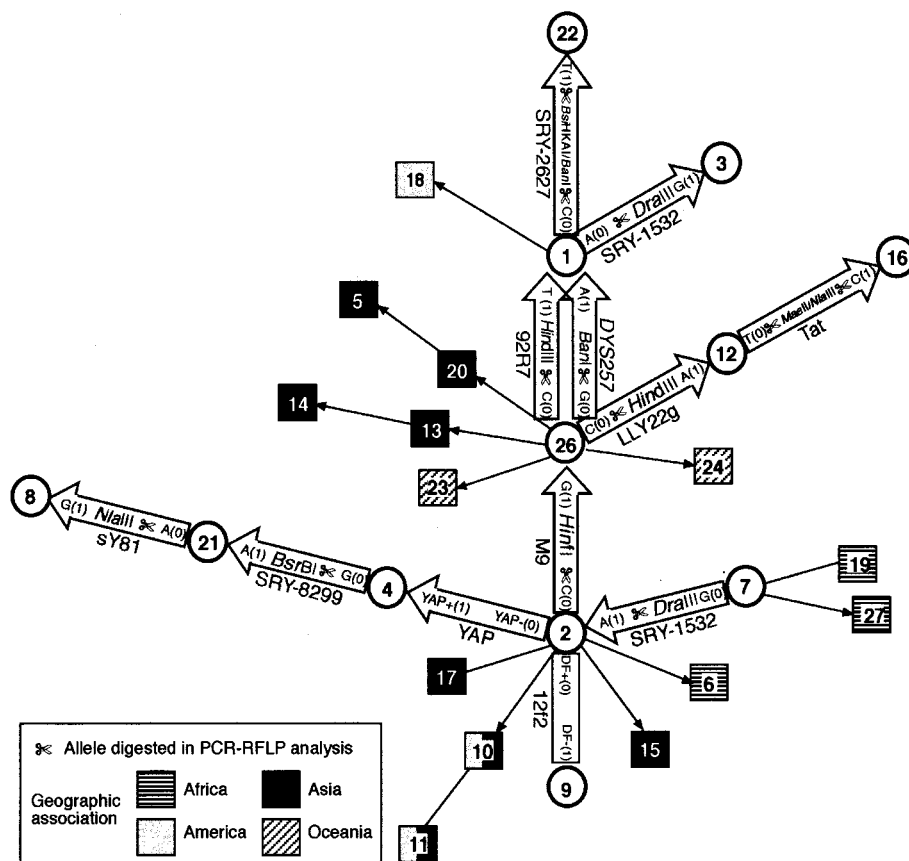 22
T(1) ✂ BsiHKAI/BanI ✂ C(0)
SRY-2627
18
3
A(0) ✂ DraIII G(1)
SRY-1532
1
16
T(0) ✂ MaeII/NlaIII ✂ C(1)
Tat
5
T(1) HindIII ✂ C(0)
92R7
A(1) BanI ✂ G(0)
DYS257
12
20
C(0) ✂ HindIII A(1)
LLY22g
14
13
26
23
24
8
G(1) NlaIII ✂ A(0)
sY81
21
A(1) BsrBI ✂ G(0)
SRY-8299
4
G(1) HinfI ✂ C(0)
M9
7
19
27
A(1) ✂ DraIII G(0)
SRY-1532
YAP+(1) YAP-(0)
YAP
2
17
6
DF+(0) DF-(1)
12f2
10
15
9
11
✂ Allele digested in PCR-RFLP analysis
Geographic association
Africa
Asia
America
Oceania